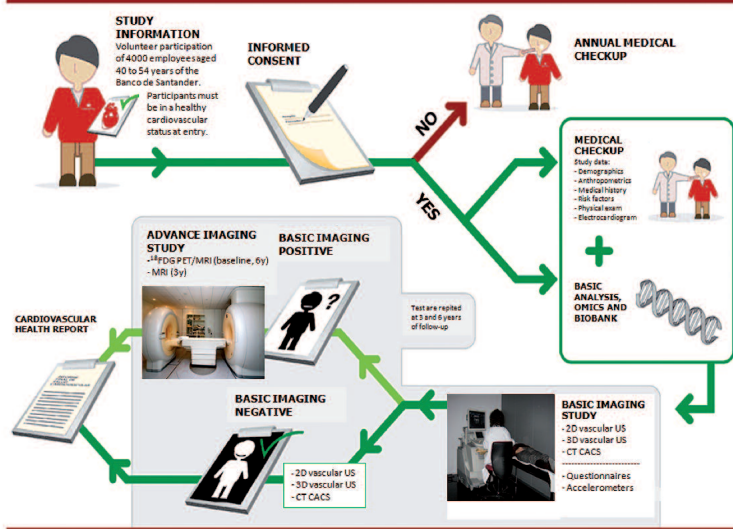 STUDY
INFORMATION
Volunteer participation
of 4000 employees aged
40 to 54 years of the
Banco de Santander.
Participants must
be in a healthy
cardiovascular
status at entry.
INFORMED
CONSENT
NO
YES
ANNUAL MEDICAL
CHECKUP
MEDICAL
CHECKUP
Study data:
- Demographics
- Anthropometrics
- Medical history
- Risk factors
- Physical exam
- Electrocardiogram
+
BASIC
ANALYSIS,
OMICS AND
BIOBANK
BASIC IMAGING
STUDY
- 2D vascular US
- 3D vascular US
- CT CACS
------------------------
- Questionnaires
- Accelerometers
Test are repited
at 3 and 6 years
of follow-up
ADVANCE IMAGING
STUDY
-¹⁸FDG PET/MRI (baseline, 6y)
- MRI (3y)
BASIC IMAGING
POSITIVE
?
BASIC IMAGING
NEGATIVE
- 2D vascular US
- 3D vascular US
- CT CACS
CARDIOVASCULAR
HEALTH REPORT